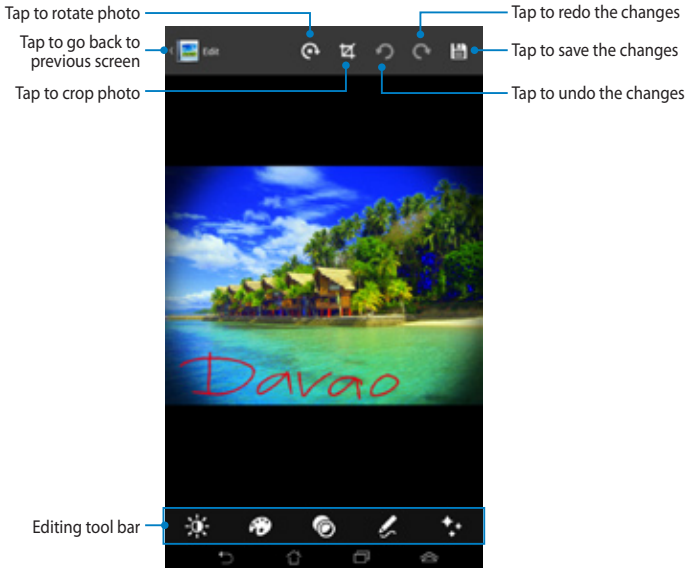 Tap to rotate photo
Tap to redo the changes
Tap to go back to
previous screen
Edit
Tap to save the changes
Tap to crop photo
Tap to undo the changes
Davao
Editing tool bar